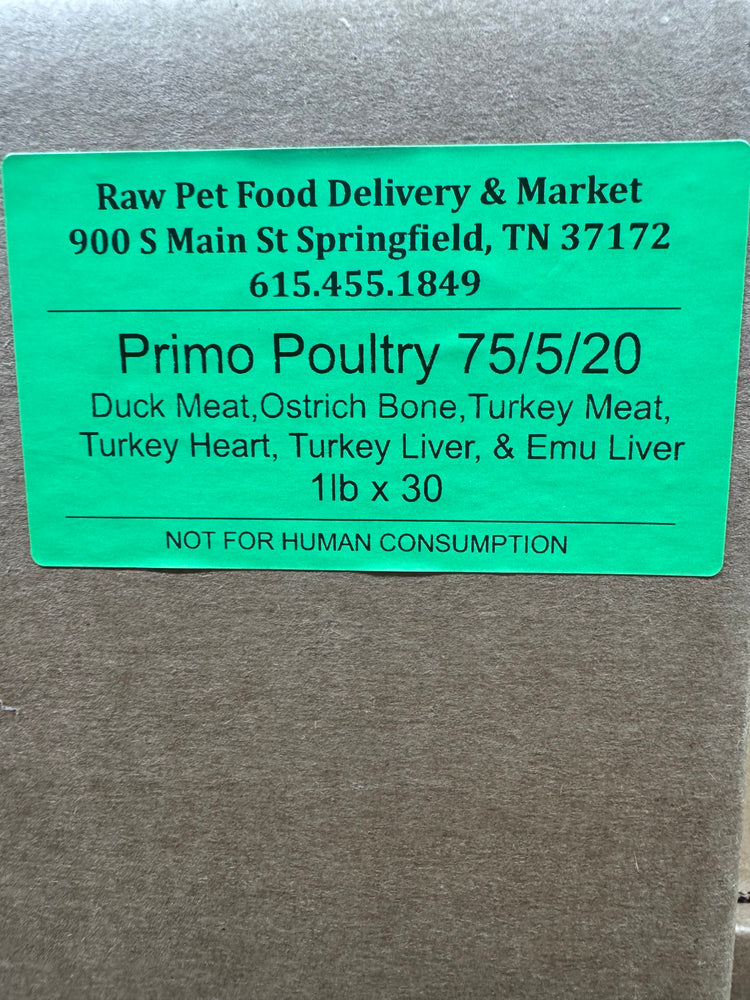 Raw Pet Food Delivery & Market
900 S Main St Springfield, TN 37172
615.455.1849
Primo Poultry 75/5/20
Duck Meat,Ostrich Bone,Turkey Meat,
Turkey Heart, Turkey Liver, & Emu Liver
1lb x 30
NOT FOR HUMAN CONSUMPTION